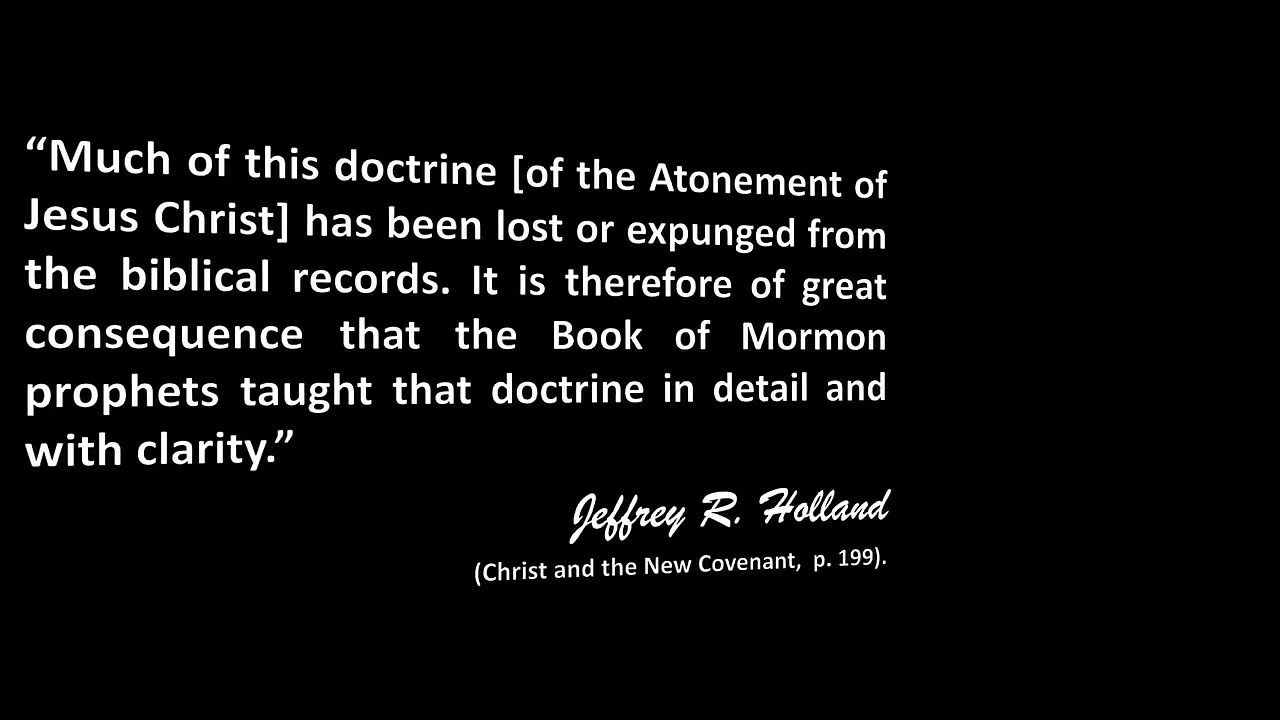 “Much of this doctrine [of the Atonement of
Jesus Christ] has been lost or expunged from
the biblical records. It is therefore of great
consequence that the Book of Mormon
prophets taught that doctrine in detail and
with clarity.”
Jeffrey R. Holland
(Christ and the New Covenant, p. 199).